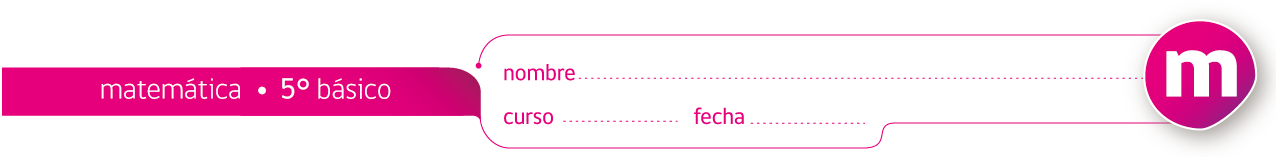 matemática • 5° básico
nombre
curso fecha
m